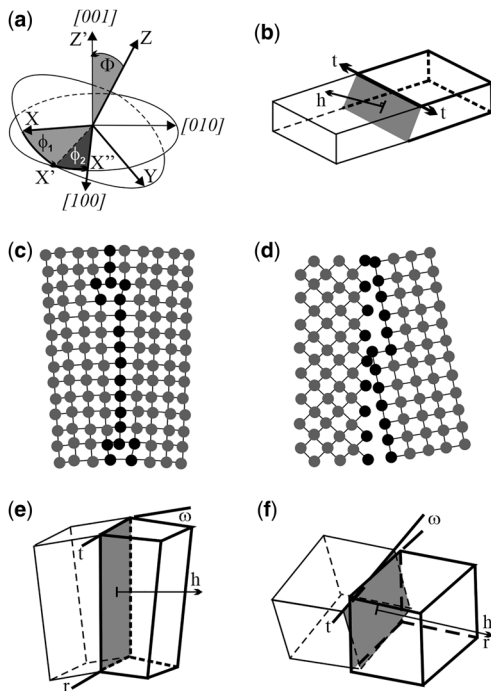 (a)
[001]
Z'
Z
Φ
X
[010]
ϕ1
ϕ2
X'
X''
Y
[100]
(b)
t
h
t
(c)
(d)
(e)
ω
t
h
r
(f)
ω
t
h
r